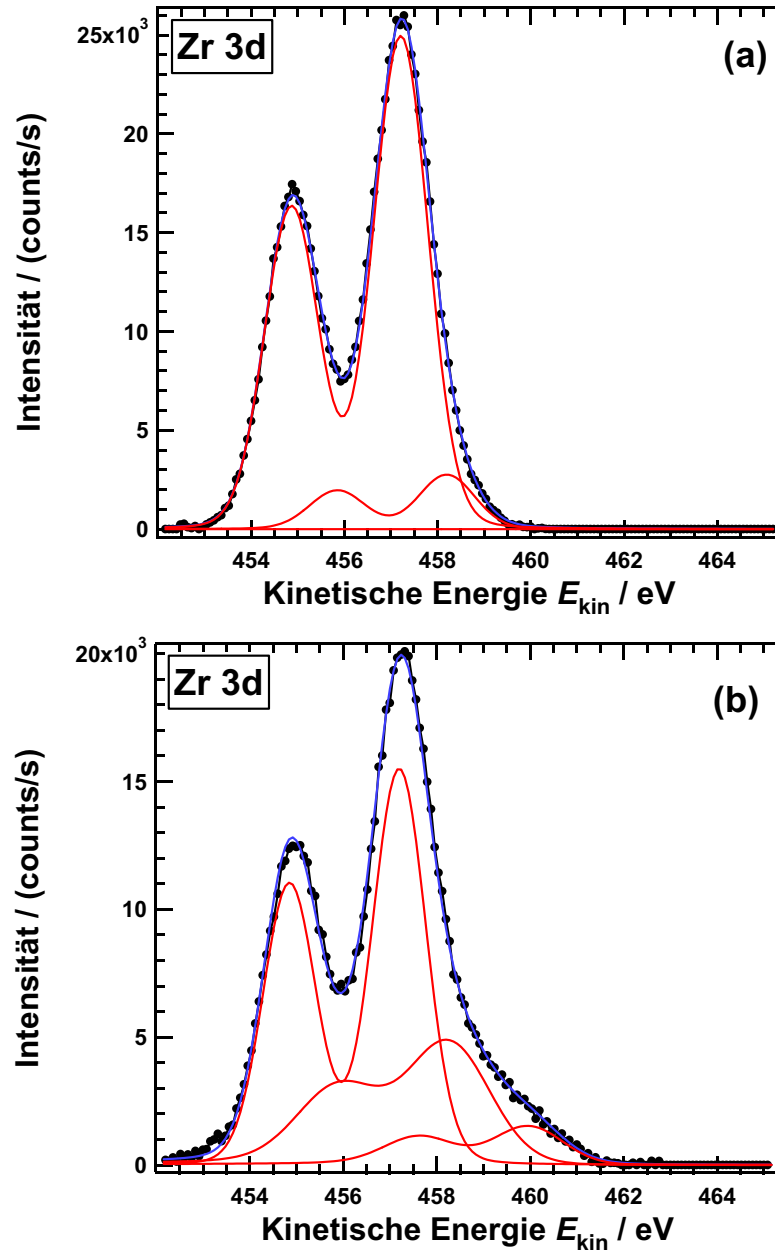 25x10³
Zr 3d
(a)
20
15
10
5
0
Intensität / (counts/s)
454 456 458 460 462 464
Kinetische Energie Ekin / eV
20x10³
Zr 3d
(b)
15
10
5
0
Intensität / (counts/s)
454 456 458 460 462 464
Kinetische Energie Ekin / eV